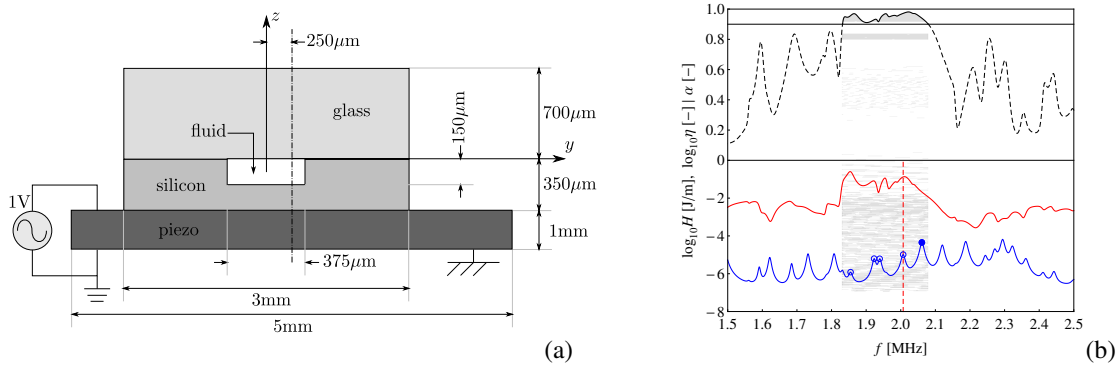 z
250μm
glass
700μm
fluid
150μm
y
silicon
350μm
1V
piezo
1mm
375μm
3mm
5mm
(a)
log₁₀H [J/m], log₁₀η [−] | α [−]
1.0
0.8
0.6
0.4
0.2
0
−2
−4
−6
−8
1.5 1.6 1.7 1.8 1.9 2.0 2.1 2.2 2.3 2.4 2.5
f [MHz]
(b)